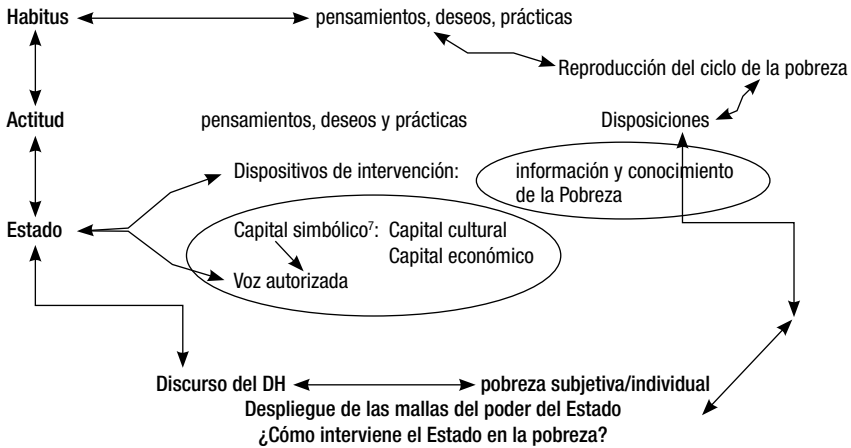 Habitus pensamientos, deseos, prácticas
Reproducción del ciclo de la pobreza
Actitud pensamientos, deseos y prácticas Disposiciones
Dispositivos de intervención: información y conocimiento
de la Pobreza
Estado Capital simbólico⁷: Capital cultural
Capital económico
Voz autorizada
Discurso del DH pobreza subjetiva/individual
Despliegue de las mallas del poder del Estado
¿Cómo interviene el Estado en la pobreza?